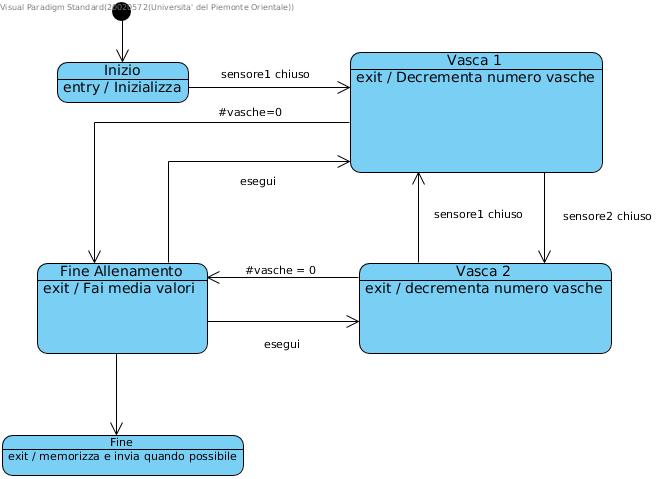 Visual Paradigm Standard(20020572(Universita' del Piemonte Orientale))
Inizio
entry / Inizializza
sensore1 chiuso
Vasca 1
exit / Decrementa numero vasche
#vasche=0
esegui
sensore1 chiuso
sensore2 chiuso
Fine Allenamento
exit / Fai media valori
#vasche = 0
Vasca 2
exit / decrementa numero vasche
esegui
Fine
exit / memorizza e invia quando possibile